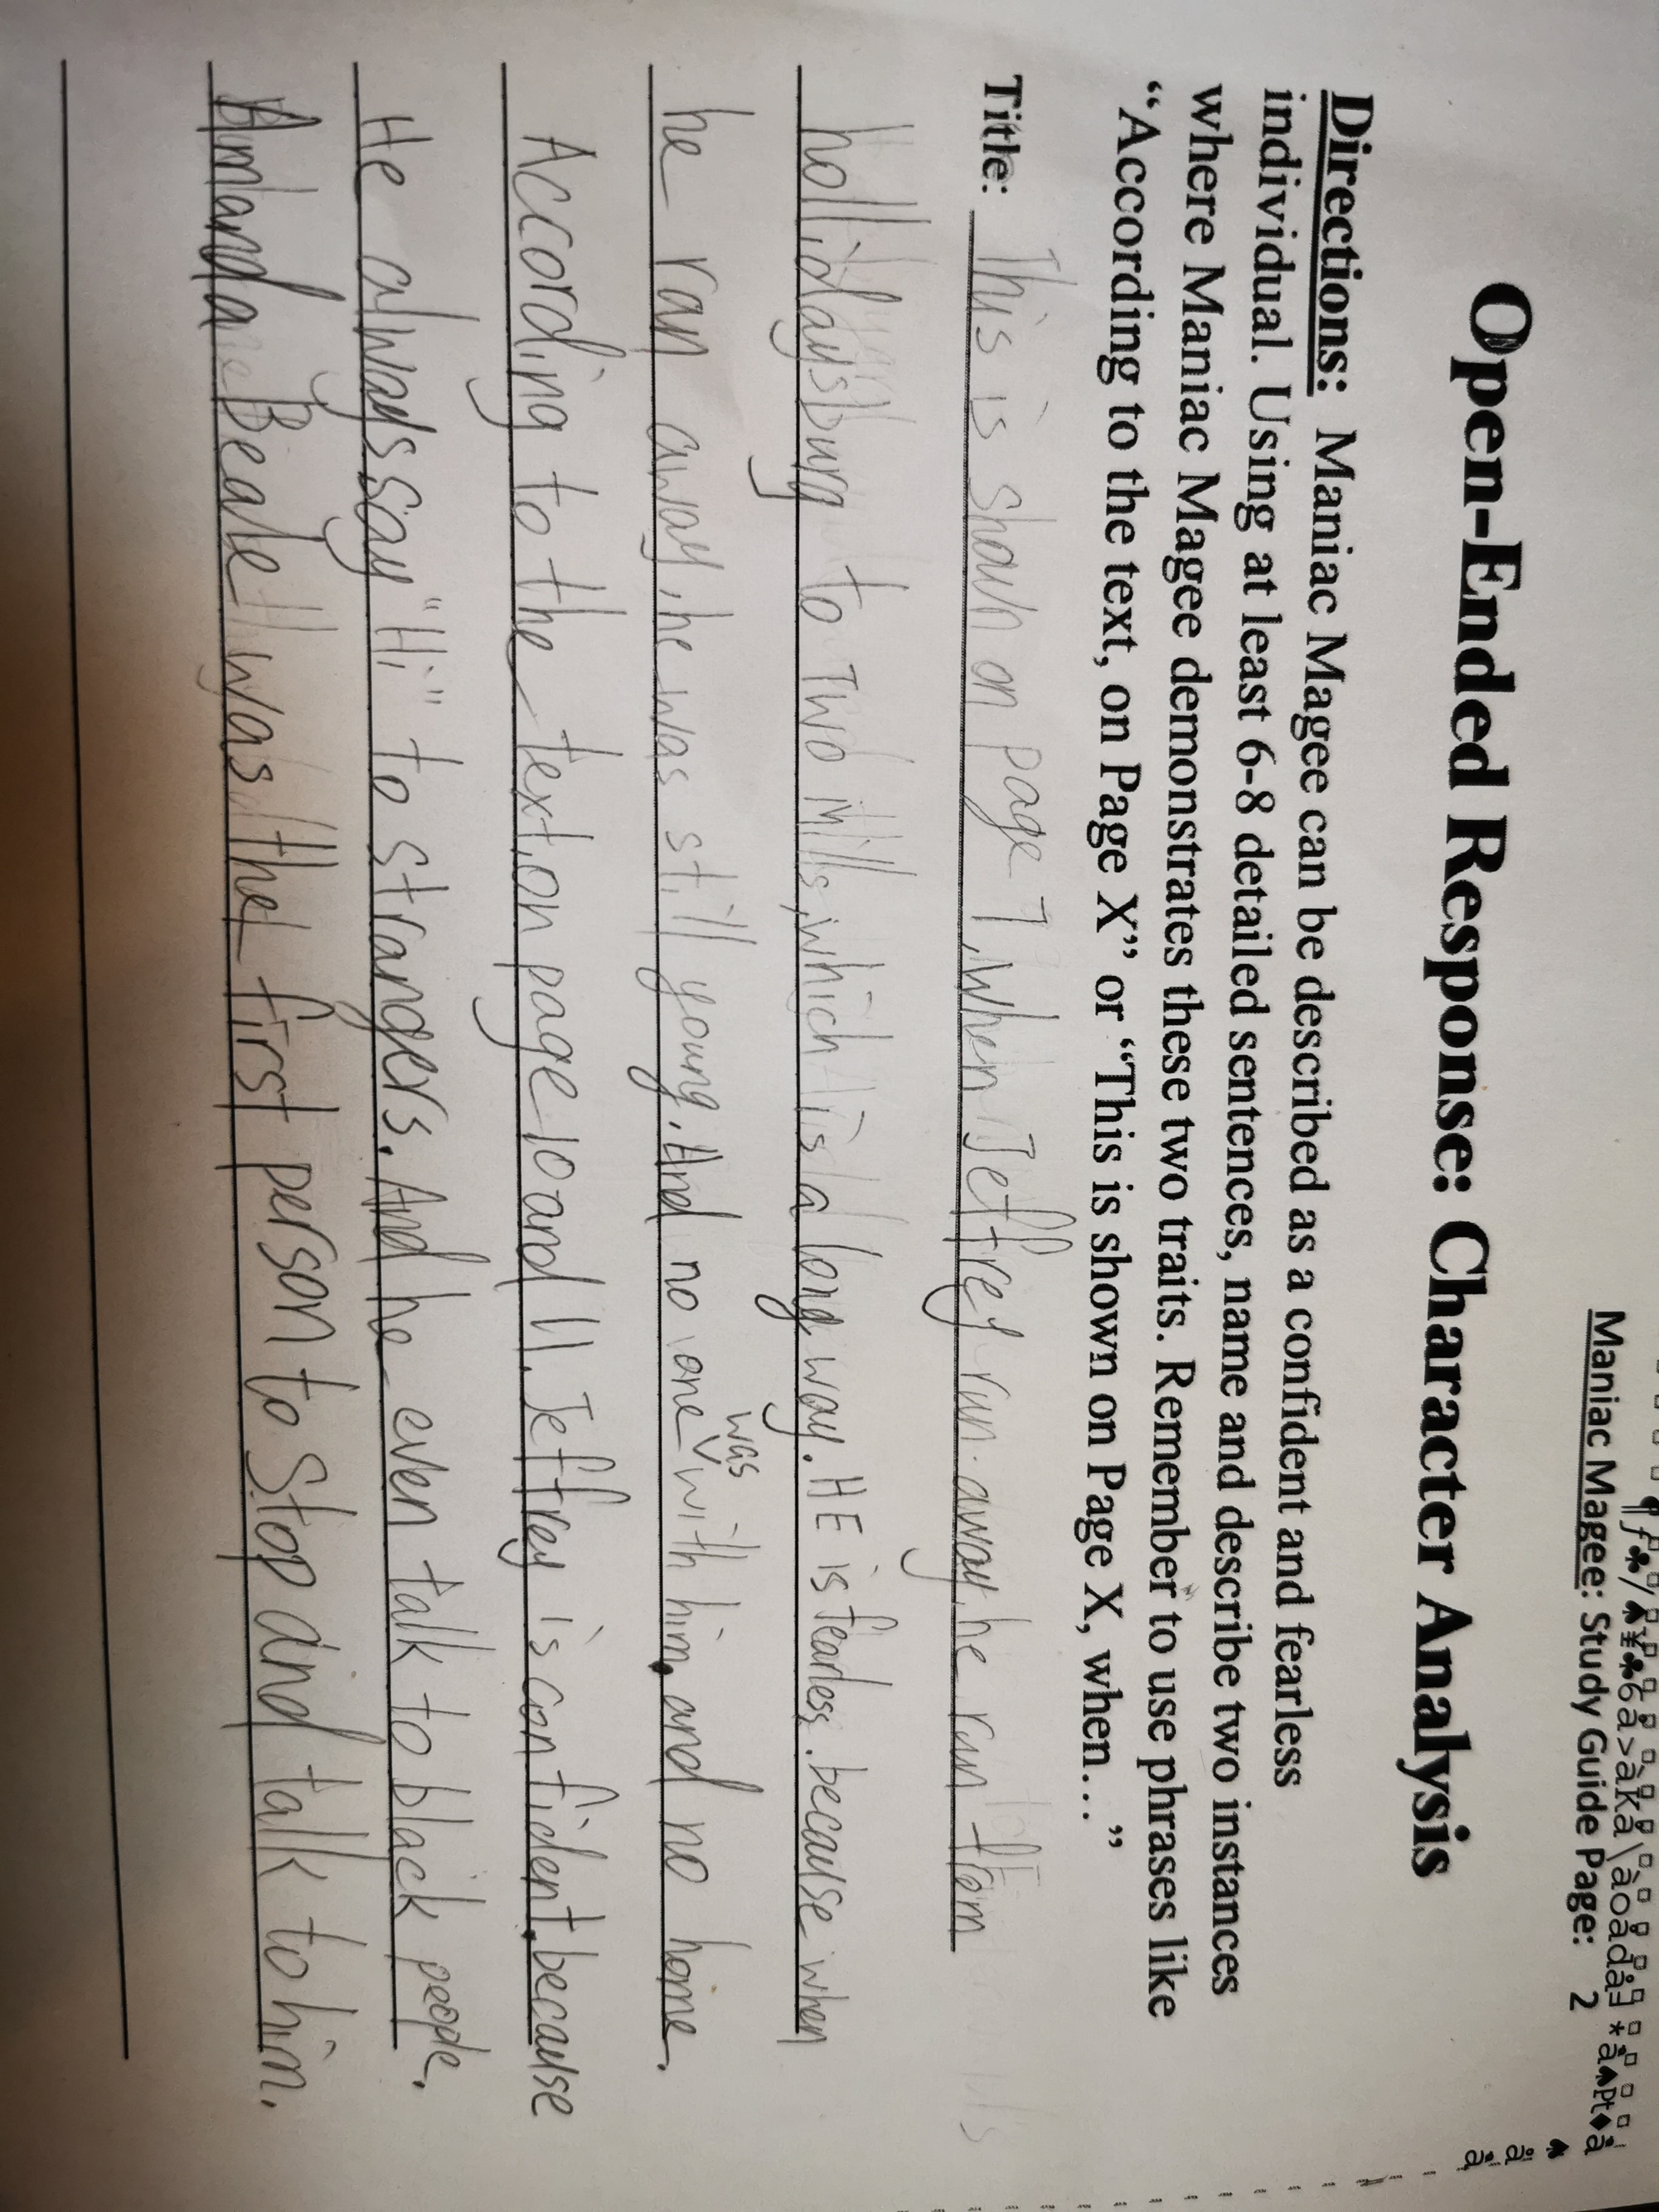 Maniac Magee: Study Guide Page: 2
Open-Ended Response: Character Analysis
Directions: Maniac Magee can be described as a confident and fearless
individual. Using at least 6-8 detailed sentences, name and describe two instances
where Maniac Magee demonstrates these two traits. Remember to use phrases like
“According to the text, on Page X” or “This is shown on Page X, when…”
Title: This is shown on page 7, when Jeffrey run away, he run from
hollidaysburg to Two Mills, which is a long way. HE is fearless. because when
he ran away, he was still young. And no one was with him, and no home.
According to the text, on page 10 and 11. Jeffrey is confident. because
He always say "Hi" to strangers. And he even talk to black people.
Amanda Beale was the first person to stop and talk to him.